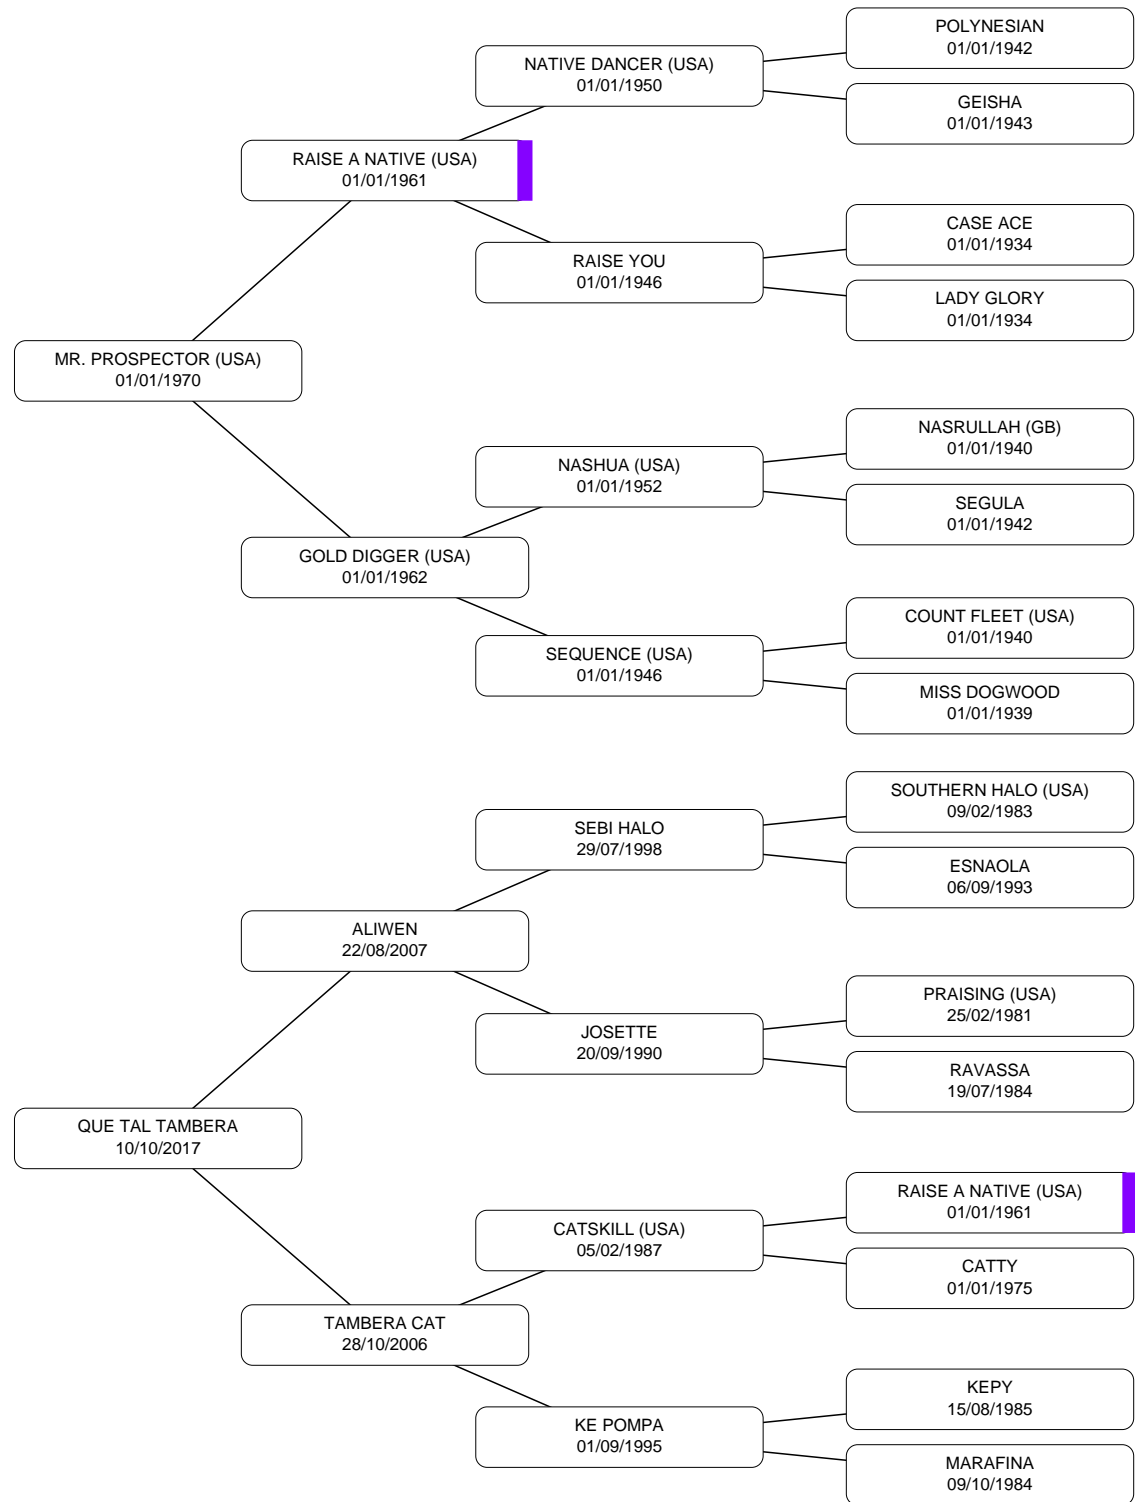 POLYNESIAN
01/01/1942
NATIVE DANCER (USA)
01/01/1950
GEISHA
01/01/1943
RAISE A NATIVE (USA)
01/01/1961
CASE ACE
01/01/1934
RAISE YOU
01/01/1946
LADY GLORY
01/01/1934
MR. PROSPECTOR (USA)
01/01/1970
NASRULLAH (GB)
01/01/1940
NASHUA (USA)
01/01/1952
SEGULA
01/01/1942
GOLD DIGGER (USA)
01/01/1962
COUNT FLEET (USA)
01/01/1940
SEQUENCE (USA)
01/01/1946
MISS DOGWOOD
01/01/1939
SOUTHERN HALO (USA)
09/02/1983
SEBI HALO
29/07/1998
ESNAOLA
06/09/1993
ALIWEN
22/08/2007
PRAISING (USA)
25/02/1981
JOSETTE
20/09/1990
RAVASSA
19/07/1984
QUE TAL TAMBERA
10/10/2017
RAISE A NATIVE (USA)
01/01/1961
CATSKILL (USA)
05/02/1987
CATTY
01/01/1975
TAMBERA CAT
28/10/2006
KEPY
15/08/1985
KE POMPA
01/09/1995
MARAFINA
09/10/1984